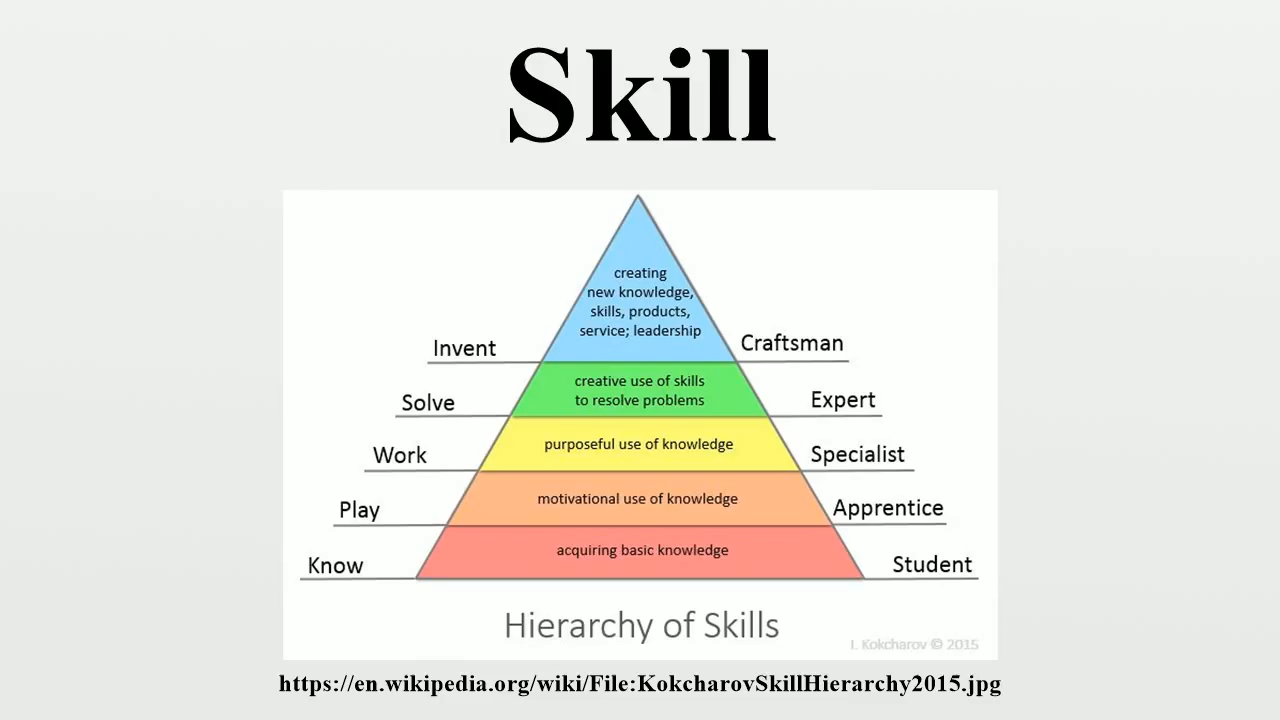 Skill
creating
new knowledge,
skills, products,
service; leadership
Invent
Craftsman
creative use of skills
to resolve problems
Solve
Expert
purposeful use of knowledge
Work
Specialist
motivational use of knowledge
Play
Apprentice
acquiring basic knowledge
Know
Student
Hierarchy of Skills
I. Kokcharov © 2015
https://en.wikipedia.org/wiki/File:KokcharovSkillHierarchy2015.jpg